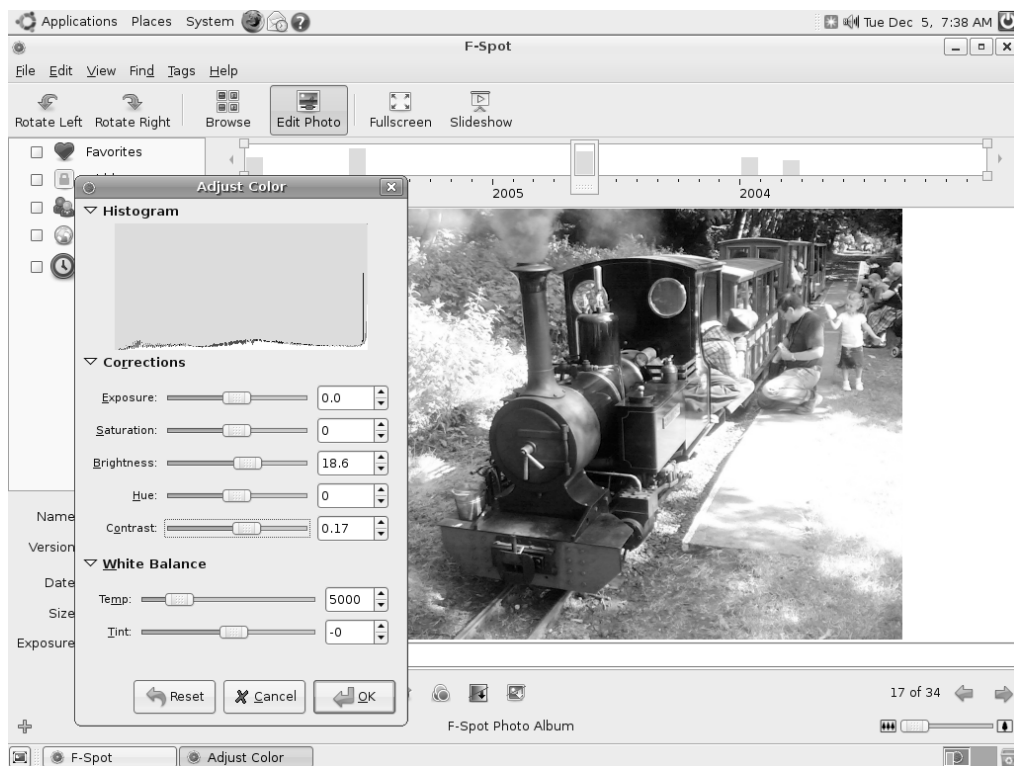 Applications Places System
Tue Dec 5, 7:38 AM
F-Spot
File Edit View Find Tags Help
Rotate Left Rotate Right Browse Edit Photo Fullscreen Slideshow
Favorites
2005 2004
Adjust Color
Histogram
Corrections
Exposure: 0.0
Saturation: 0
Brightness: 18.6
Hue: 0
Contrast: 0.17
White Balance
Temp: 5000
Tint: -0
Reset Cancel OK
Name
Version
Date
Size
Exposure
17 of 34
F-Spot Photo Album
F-Spot Adjust Color